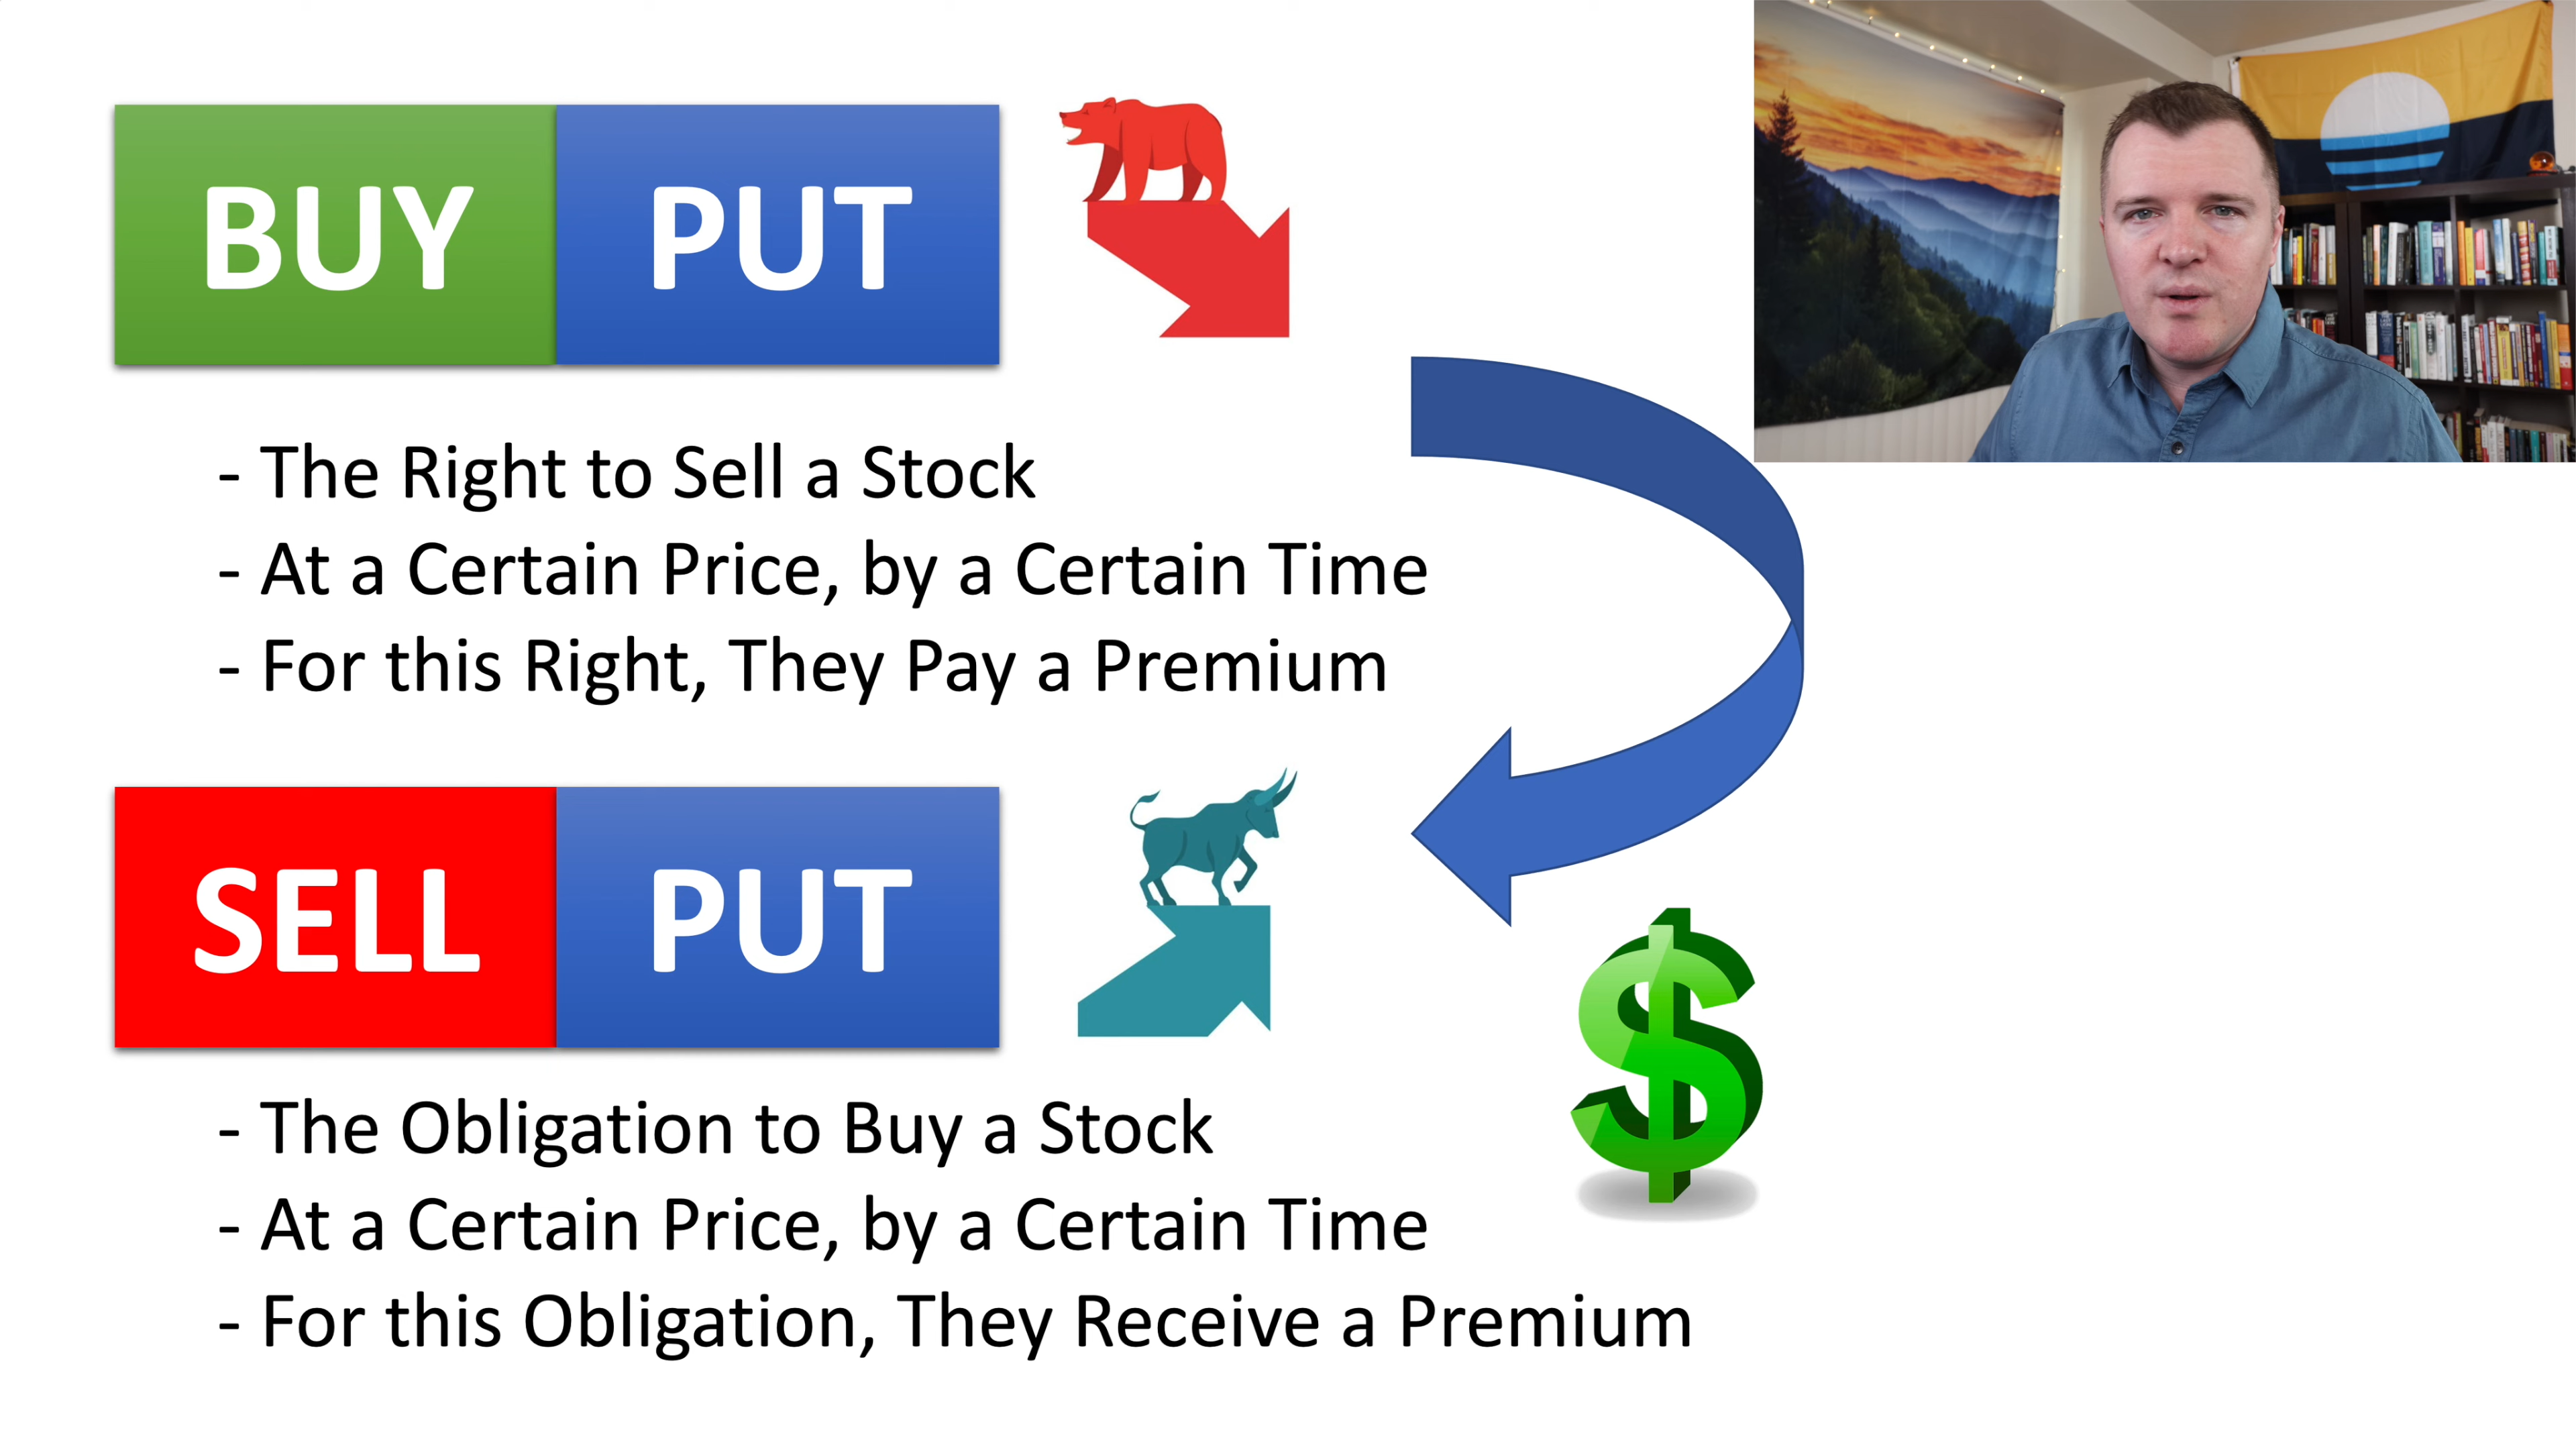 BUY PUT
- The Right to Sell a Stock
- At a Certain Price, by a Certain Time
- For this Right, They Pay a Premium
SELL PUT
- The Obligation to Buy a Stock
- At a Certain Price, by a Certain Time
- For this Obligation, They Receive a Premium
$